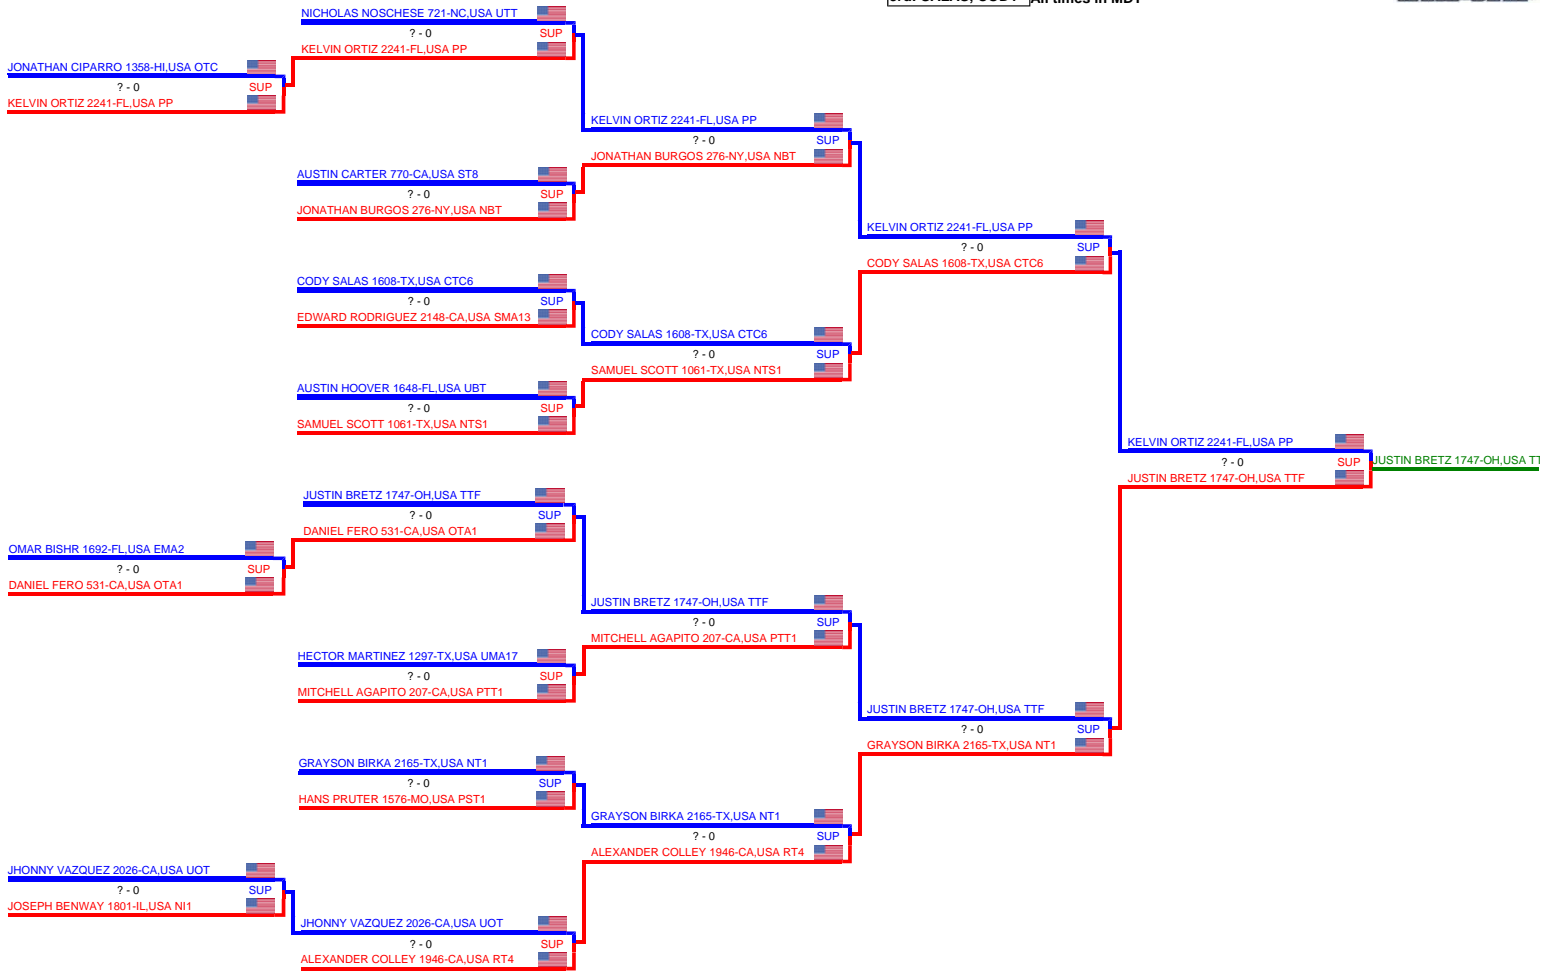 3rd: SALAS, CODY All times in MDT
NICHOLAS NOSCHESE 721-NC,USA UTT
? - 0 SUP
KELVIN ORTIZ 2241-FL,USA PP
JONATHAN CIPARRO 1358-HI,USA OTC
? - 0 SUP
KELVIN ORTIZ 2241-FL,USA PP
KELVIN ORTIZ 2241-FL,USA PP
? - 0 SUP
JONATHAN BURGOS 276-NY,USA NBT
AUSTIN CARTER 770-CA,USA ST8
? - 0 SUP
JONATHAN BURGOS 276-NY,USA NBT
KELVIN ORTIZ 2241-FL,USA PP
? - 0 SUP
CODY SALAS 1608-TX,USA CTC6
CODY SALAS 1608-TX,USA CTC6
? - 0 SUP
EDWARD RODRIGUEZ 2148-CA,USA SMA13
CODY SALAS 1608-TX,USA CTC6
? - 0 SUP
SAMUEL SCOTT 1061-TX,USA NTS1
AUSTIN HOOVER 1648-FL,USA UBT
? - 0 SUP
SAMUEL SCOTT 1061-TX,USA NTS1
KELVIN ORTIZ 2241-FL,USA PP
? - 0 SUP
JUSTIN BRETZ 1747-OH,USA TTF
JUSTIN BRETZ 1747-OH,USA
JUSTIN BRETZ 1747-OH,USA TTF
? - 0 SUP
DANIEL FERO 531-CA,USA OTA1
OMAR BISHR 1692-FL,USA EMA2
? - 0 SUP
DANIEL FERO 531-CA,USA OTA1
JUSTIN BRETZ 1747-OH,USA TTF
? - 0 SUP
MITCHELL AGAPITO 207-CA,USA PTT1
HECTOR MARTINEZ 1297-TX,USA UMA17
? - 0 SUP
MITCHELL AGAPITO 207-CA,USA PTT1
JUSTIN BRETZ 1747-OH,USA TTF
? - 0 SUP
GRAYSON BIRKA 2165-TX,USA NT1
GRAYSON BIRKA 2165-TX,USA NT1
? - 0 SUP
HANS PRUTER 1576-MO,USA PST1
GRAYSON BIRKA 2165-TX,USA NT1
? - 0 SUP
ALEXANDER COLLEY 1946-CA,USA RT4
JHONNY VAZQUEZ 2026-CA,USA UOT
? - 0 SUP
JOSEPH BENWAY 1801-IL,USA NI1
JHONNY VAZQUEZ 2026-CA,USA UOT
? - 0 SUP
ALEXANDER COLLEY 1946-CA,USA RT4